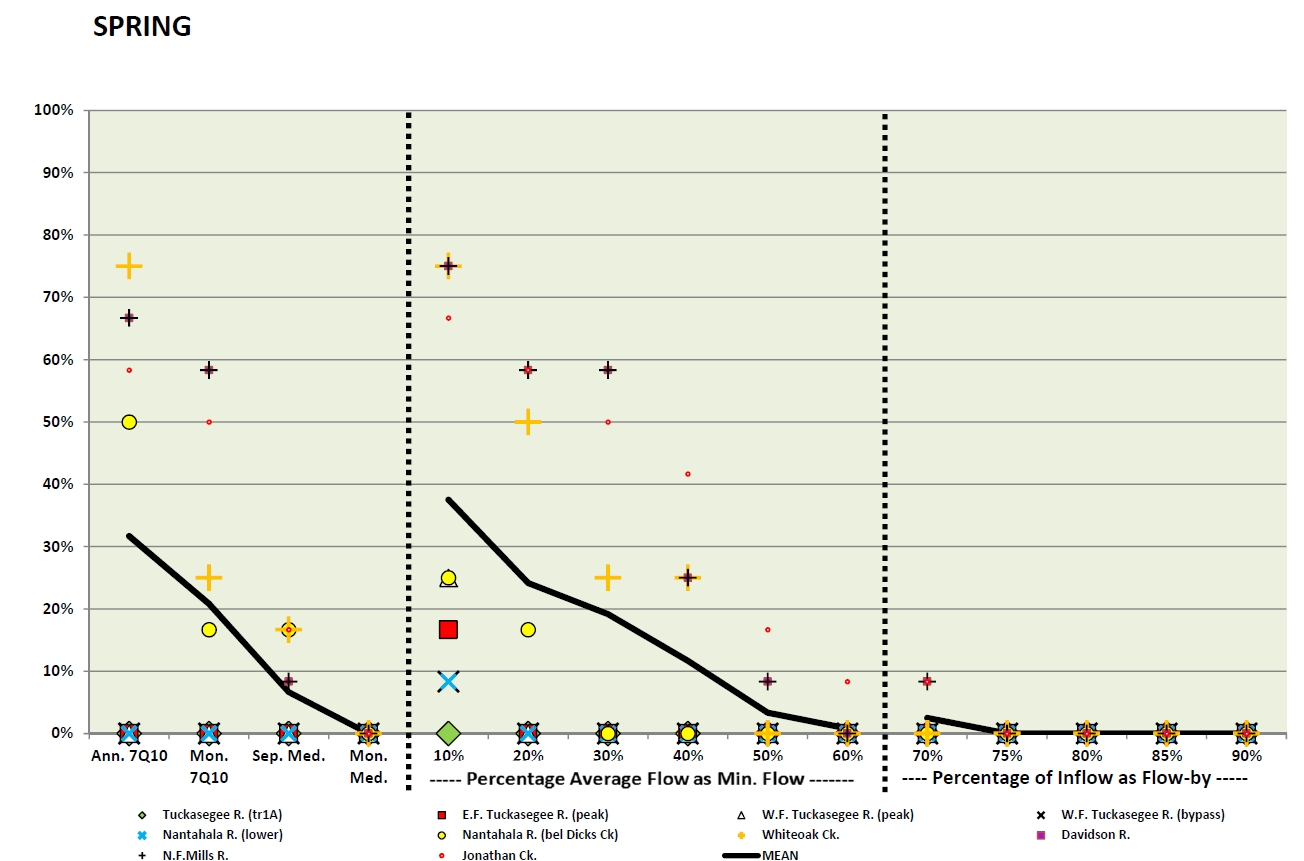 SPRING
100%
90%
80%
70%
60%
50%
40%
30%
20%
10%
0%
Ann. 7Q10 Mon. 7Q10 Sep. Med. Mon. Med. 10% 20% 30% 40% 50% 60% 70% 75% 80% 85% 90%
----- Percentage Average Flow as Min. Flow ------- ---- Percentage of Inflow as Flow-by -----
Tuckasegee R. (tr1A) E.F. Tuckasegee R. (peak) W.F. Tuckasegee R. (peak) W.F. Tuckasegee R. (bypass)
Nantahala R. (lower) Nantahala R. (bel Dicks Ck) Whiteoak Ck. Davidson R.
N.F.Mills R. Jonathan Ck. MEAN